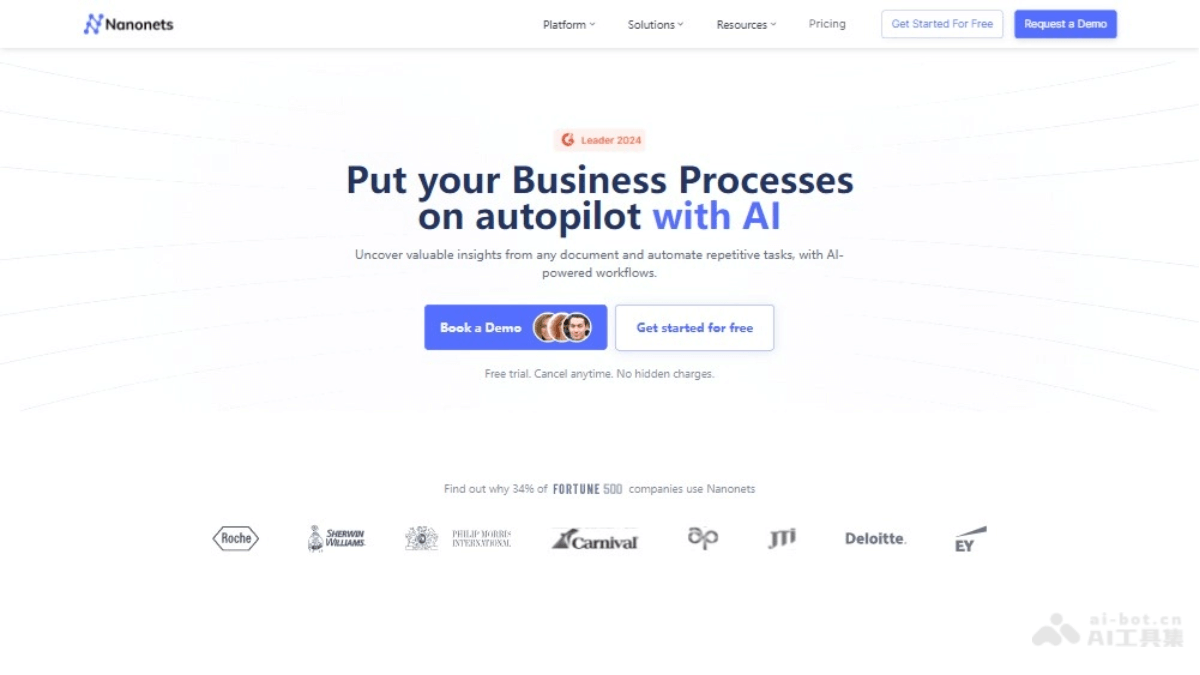 Nanonets
Platform
Solutions
Resources
Pricing
Get Started For Free
Request a Demo
Leader 2024
Put your Business Processes
on autopilot with AI
Uncover valuable insights from any document and automate repetitive tasks, with AI-
powered workflows.
Book a Demo
Get started for free
Free trial. Cancel anytime. No hidden charges.
Find out why 34% of FORTUNE 500 companies use Nanonets
Roche
SHERWIN
WILLIAMS.
PHILIP MORRIS
INTERNATIONAL
Carnival
ap
JTi
Deloitte.
EY
ai-bot.cn
AI工具集